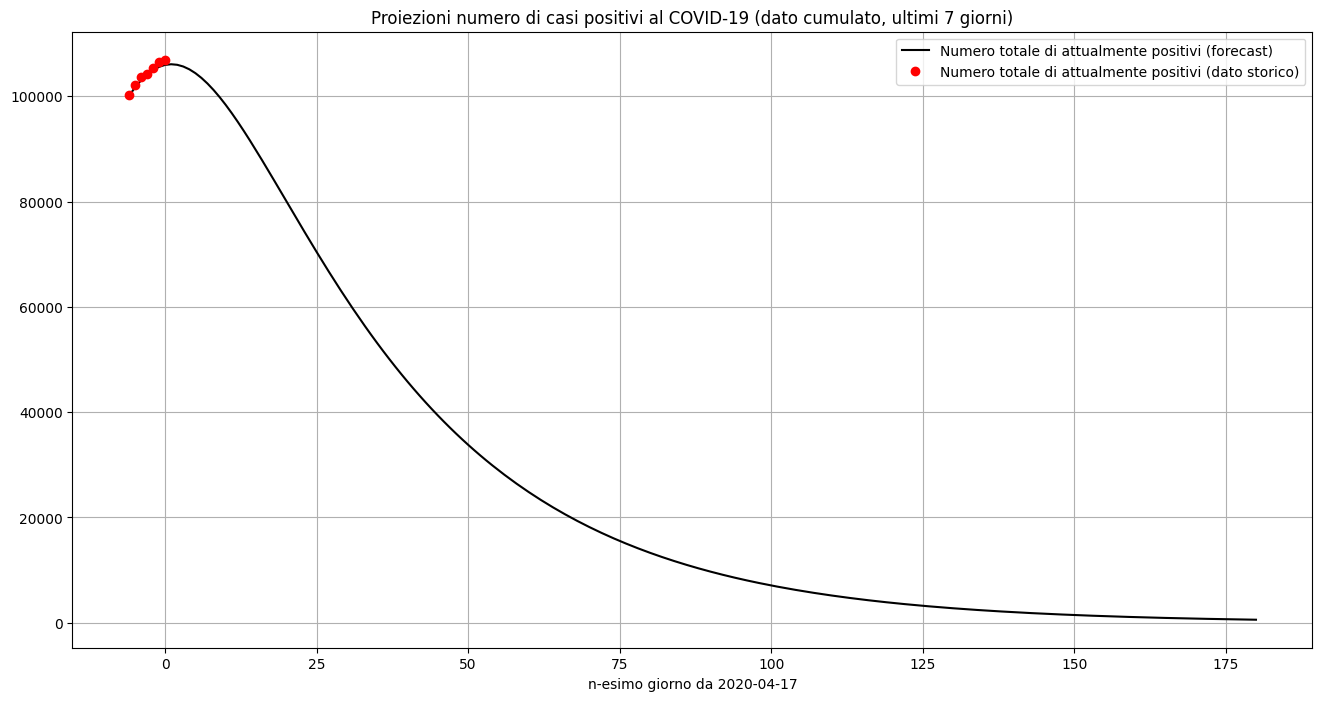 Proiezioni numero di casi positivi al COVID-19 (dato cumulato, ultimi 7 giorni)
Numero totale di attualmente positivi (forecast)
Numero totale di attualmente positivi (dato storico)
100000
80000
60000
40000
20000
0
0 25 50 75 100 125 150 175
n-esimo giorno da 2020-04-17